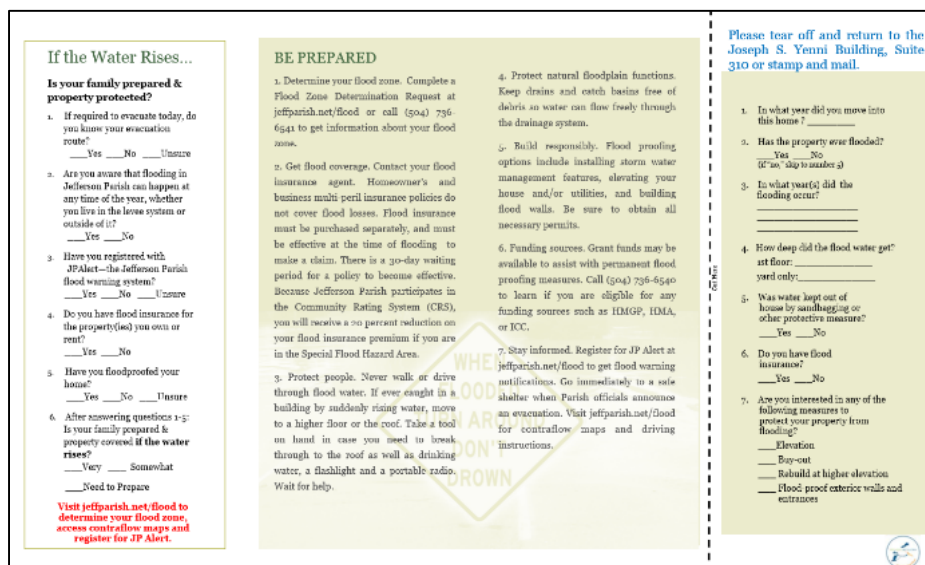 If the Water Rises...
Is your family prepared &
property protected?
1. If required to evacuate today, do
you know your evacuation
route?
___Yes ___No ___Unsure
2. Are you aware that flooding in
Jefferson Parish can happen at
any time of the year, whether
you live in the levee system or
outside of it?
___Yes ___No
3. Have you registered with
JPAlert—the Jefferson Parish
flood warning system?
___Yes ___No ___Unsure
4. Do you have flood insurance for
the property(ies) you own or
rent?
___Yes ___No
5. Have you floodproofed your
home?
___Yes ___No ___Unsure
6. After answering questions 1-5:
Is your family prepared &
property covered if the water
rises?
___Very ___ Somewhat
___Need to Prepare
Visit jeffparish.net/flood to
determine your flood zone,
access contraflow maps and
register for JP Alert.
BE PREPARED
1. Determine your flood zone. Complete a
Flood Zone Determination Request at
jeffparish.net/flood or call (504) 736-
6541 to get information about your flood
zone.
2. Get flood coverage. Contact your flood
insurance agent. Homeowner's and
business multi peril insurance policies do
not cover flood losses. Flood insurance
must be purchased separately, and must
be effective at the time of flooding to
make a claim. There is a 30-day waiting
period for a policy to become effective.
Because Jefferson Parish participates in
the Community Rating System (CRS),
you will receive a 20 percent reduction on
your flood insurance premium if you are
in the Special Flood Hazard Area.
3. Protect people. Never walk or drive
through flood water. If ever caught in a
building by suddenly rising water, move
to a higher floor or the roof. Take a tool
on hand in case you need to break
through to the roof as well as drinking
water, a flashlight and a portable radio.
Wait for help.
4. Protect natural floodplain functions.
Keep drains and catch basins free of
debris so water can flow freely through
the drainage system.
5. Build responsibly. Flood proofing
options include installing storm water
management features, elevating your
house and/or utilities, and building
flood walls. Be sure to obtain all
necessary permits.
6. Funding sources. Grant funds may be
available to assist with permanent flood
proofing measures. Call (504) 736-6540
to learn if you are eligible for any
funding sources such as HMGP, HMA,
or ICC.
7. Stay informed. Register for JP Alert at
jeffparish.net/flood to get flood warning
notifications. Go immediately to a safe
shelter when Parish officials announce
an evacuation. Visit jeffparish.net/flood
for contraflow maps and driving
instructions.
WHEN
FLOODED
TURN AROUND
DON'T
DROWN
Cut Here
Please tear off and return to the
Joseph S. Yenni Building, Suite
310 or stamp and mail.
1. In what year did you move into
this home ? __________
2. Has the property ever flooded?
___Yes ___No
(if "no," skip to number 5)
3. In what year(s) did the
flooding occur?
____________________
____________________
____________________
4. How deep did the flood water get?
1st floor: ________________
yard only:________________
5. Was water kept out of
house by sandbagging or
other protective measure?
___Yes ___No
6. Do you have flood
insurance?
___Yes ___No
7. Are you interested in any of the
following measures to
protect your property from
flooding?
___Elevation
___ Buy-out
___ Rebuild at higher elevation
___ Flood-proof exterior walls and
entrances